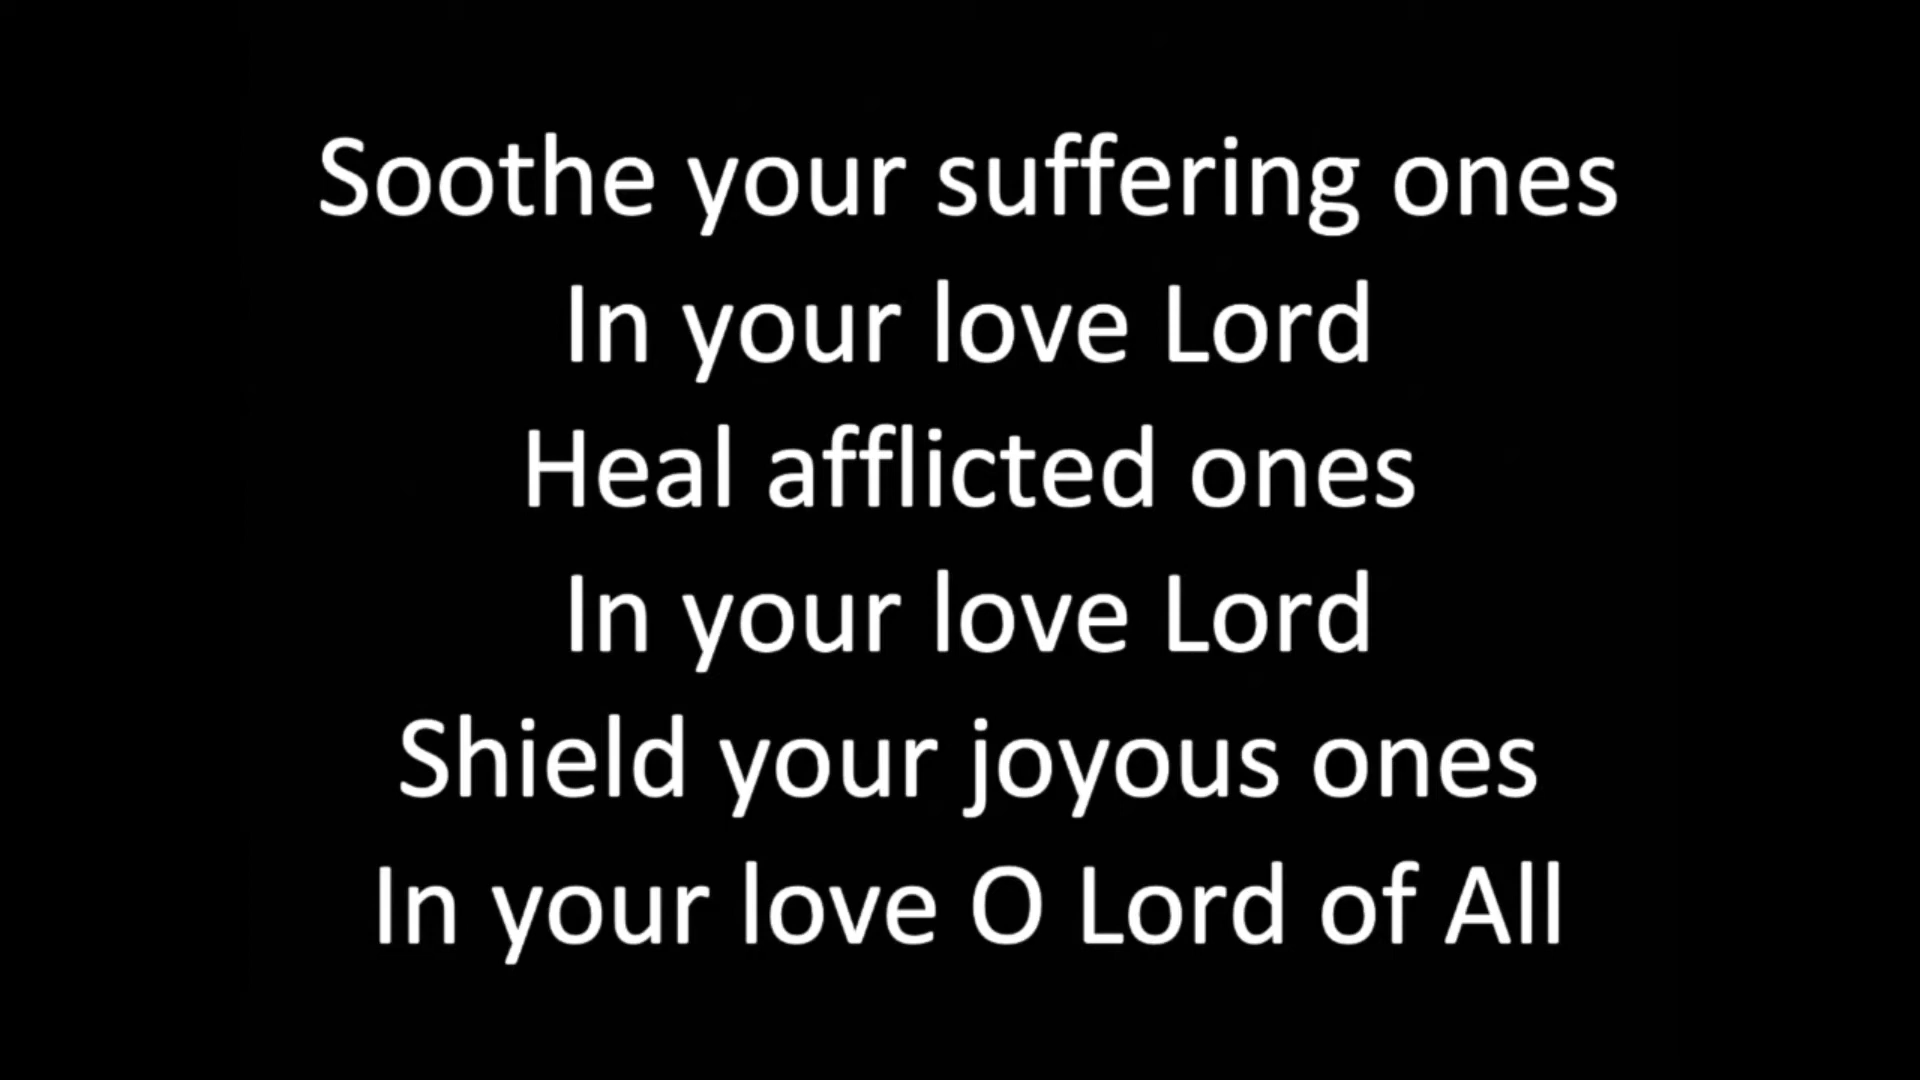 Soothe your suffering ones
In your love Lord
Heal afflicted ones
In your love Lord
Shield your joyous ones
In your love O Lord of All